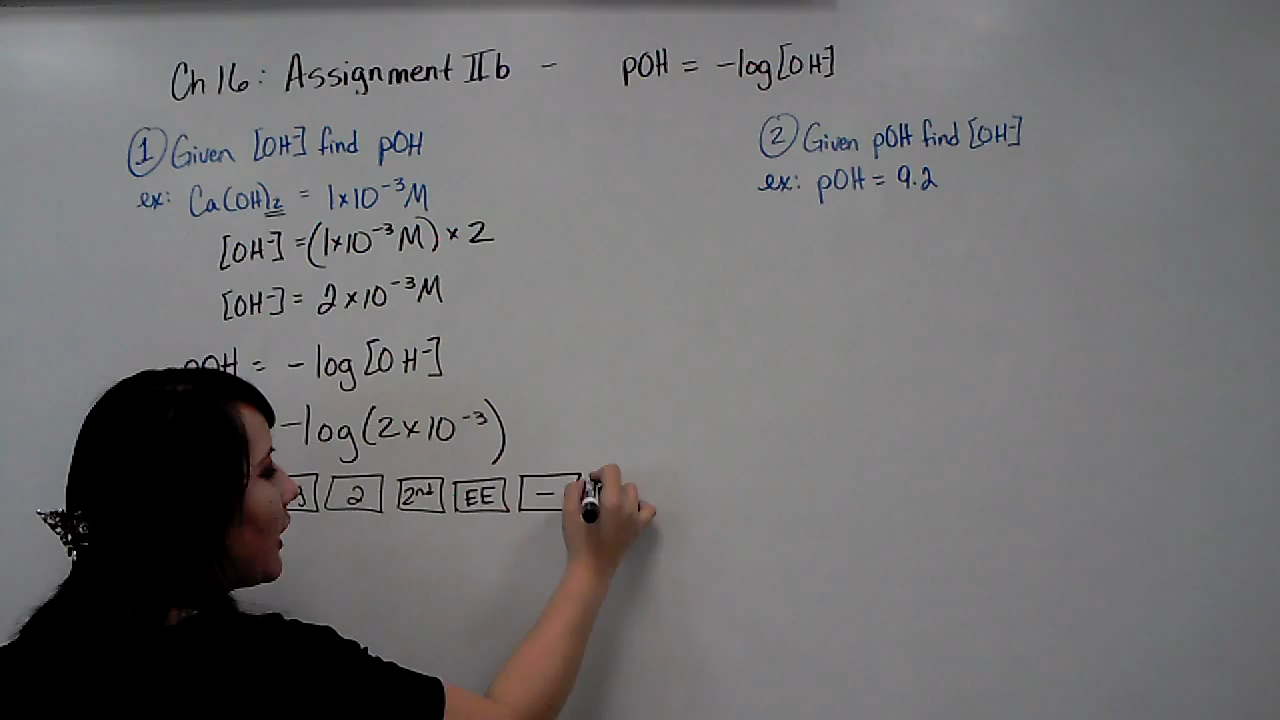 Ch 16: Assignment IIb - pOH = -log[OH⁻]
① Given [OH⁻] find pOH
ex: Ca(OH)₂ = 1×10⁻³M
[OH⁻] = (1×10⁻³M) × 2
[OH⁻] = 2×10⁻³M
pOH = -log[OH⁻]
-log(2×10⁻³)
2 2nd EE -
② Given pOH find [OH⁻]
ex: pOH = 9.2